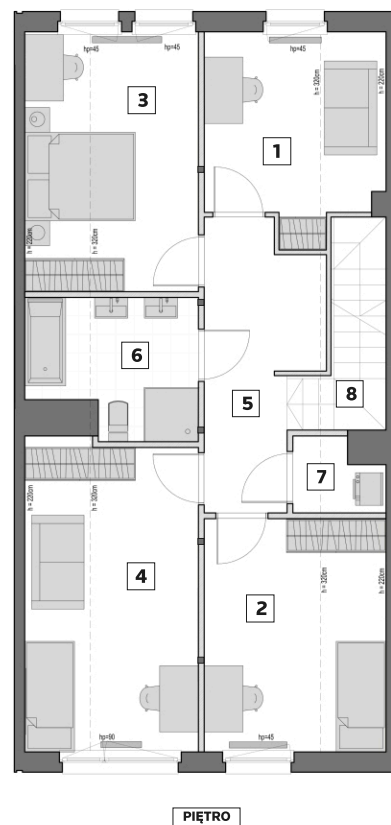 hp=45
hp=45
hp=45
3
h = 320cm
h = 220cm
1
h = 220cm
h = 320cm
6
5
8
7
h = 220cm
h = 320cm
4
2
h = 320cm
h = 220cm
hp=90
hp=45
PIĘTRO